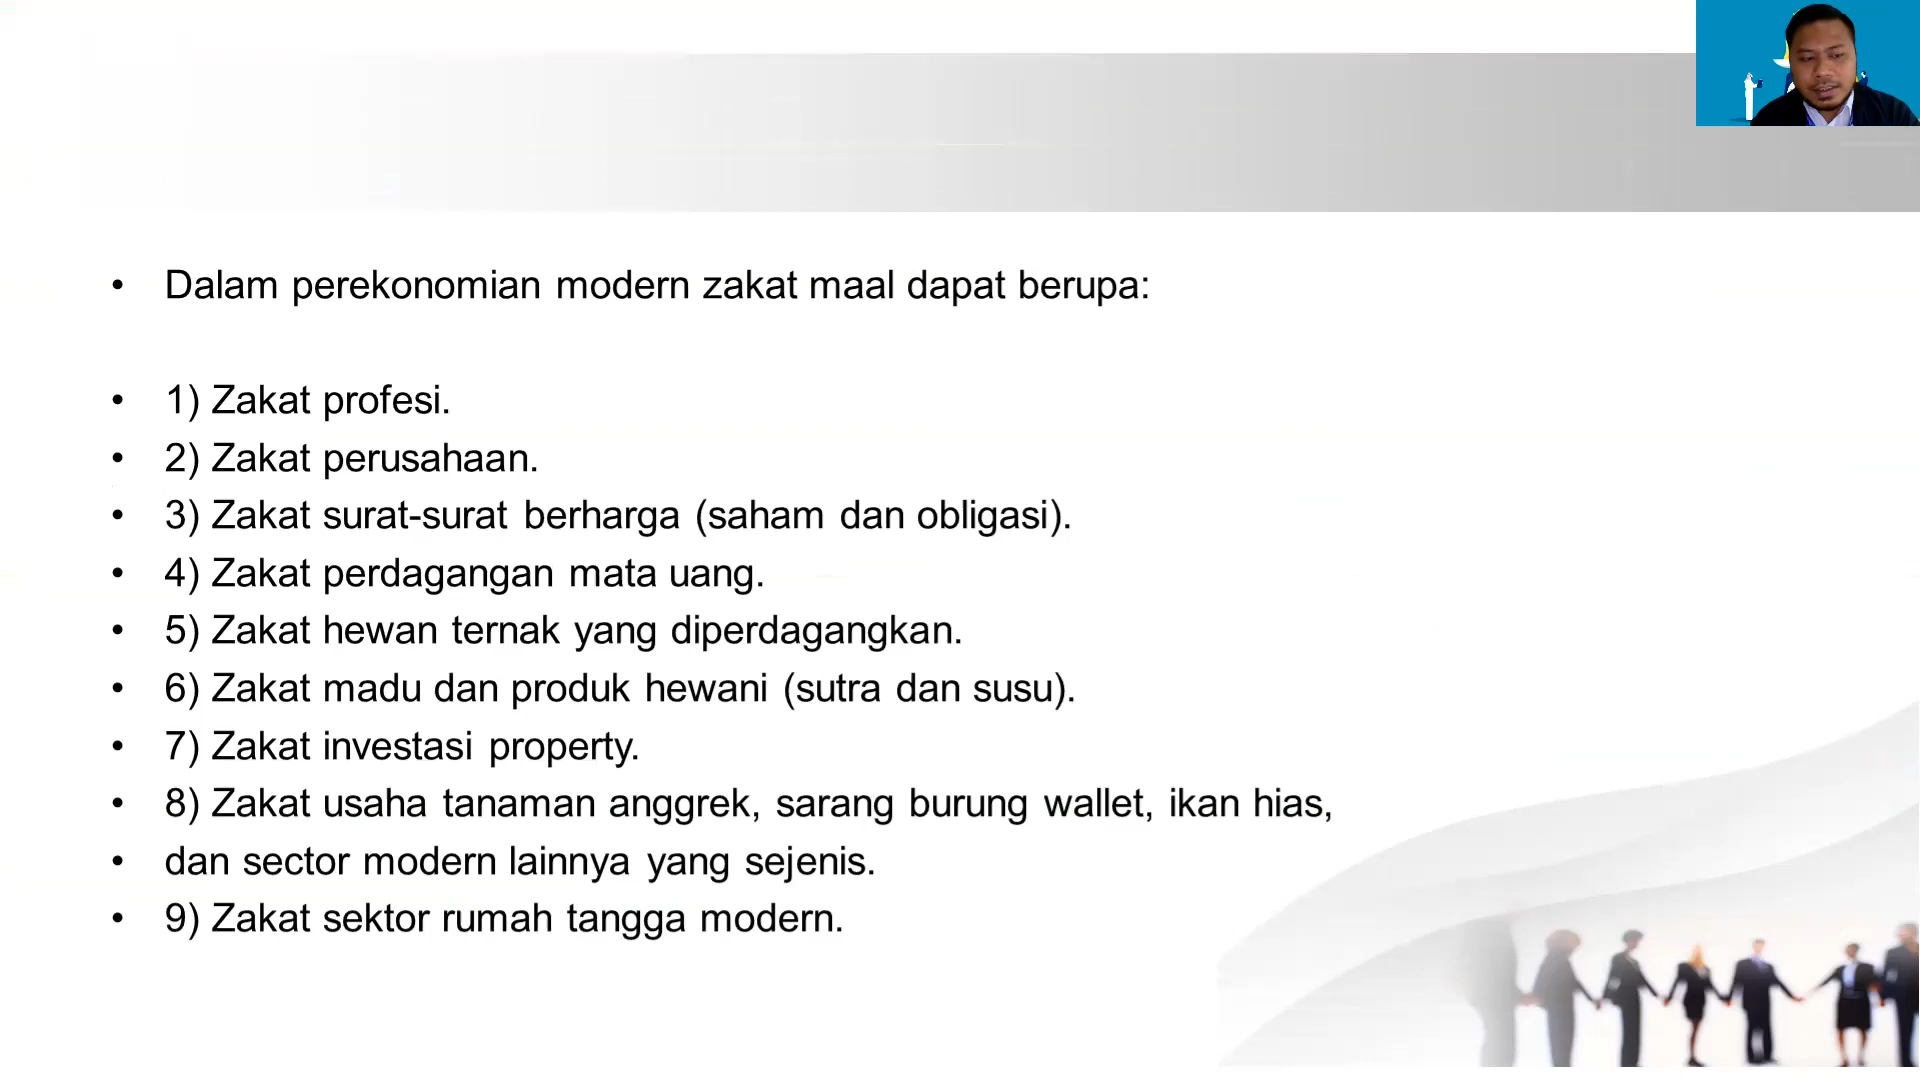 • Dalam perekonomian modern zakat maal dapat berupa:
• 1) Zakat profesi.
• 2) Zakat perusahaan.
• 3) Zakat surat-surat berharga (saham dan obligasi).
• 4) Zakat perdagangan mata uang.
• 5) Zakat hewan ternak yang diperdagangkan.
• 6) Zakat madu dan produk hewani (sutra dan susu).
• 7) Zakat investasi property.
• 8) Zakat usaha tanaman anggrek, sarang burung wallet, ikan hias,
• dan sector modern lainnya yang sejenis.
• 9) Zakat sektor rumah tangga modern.